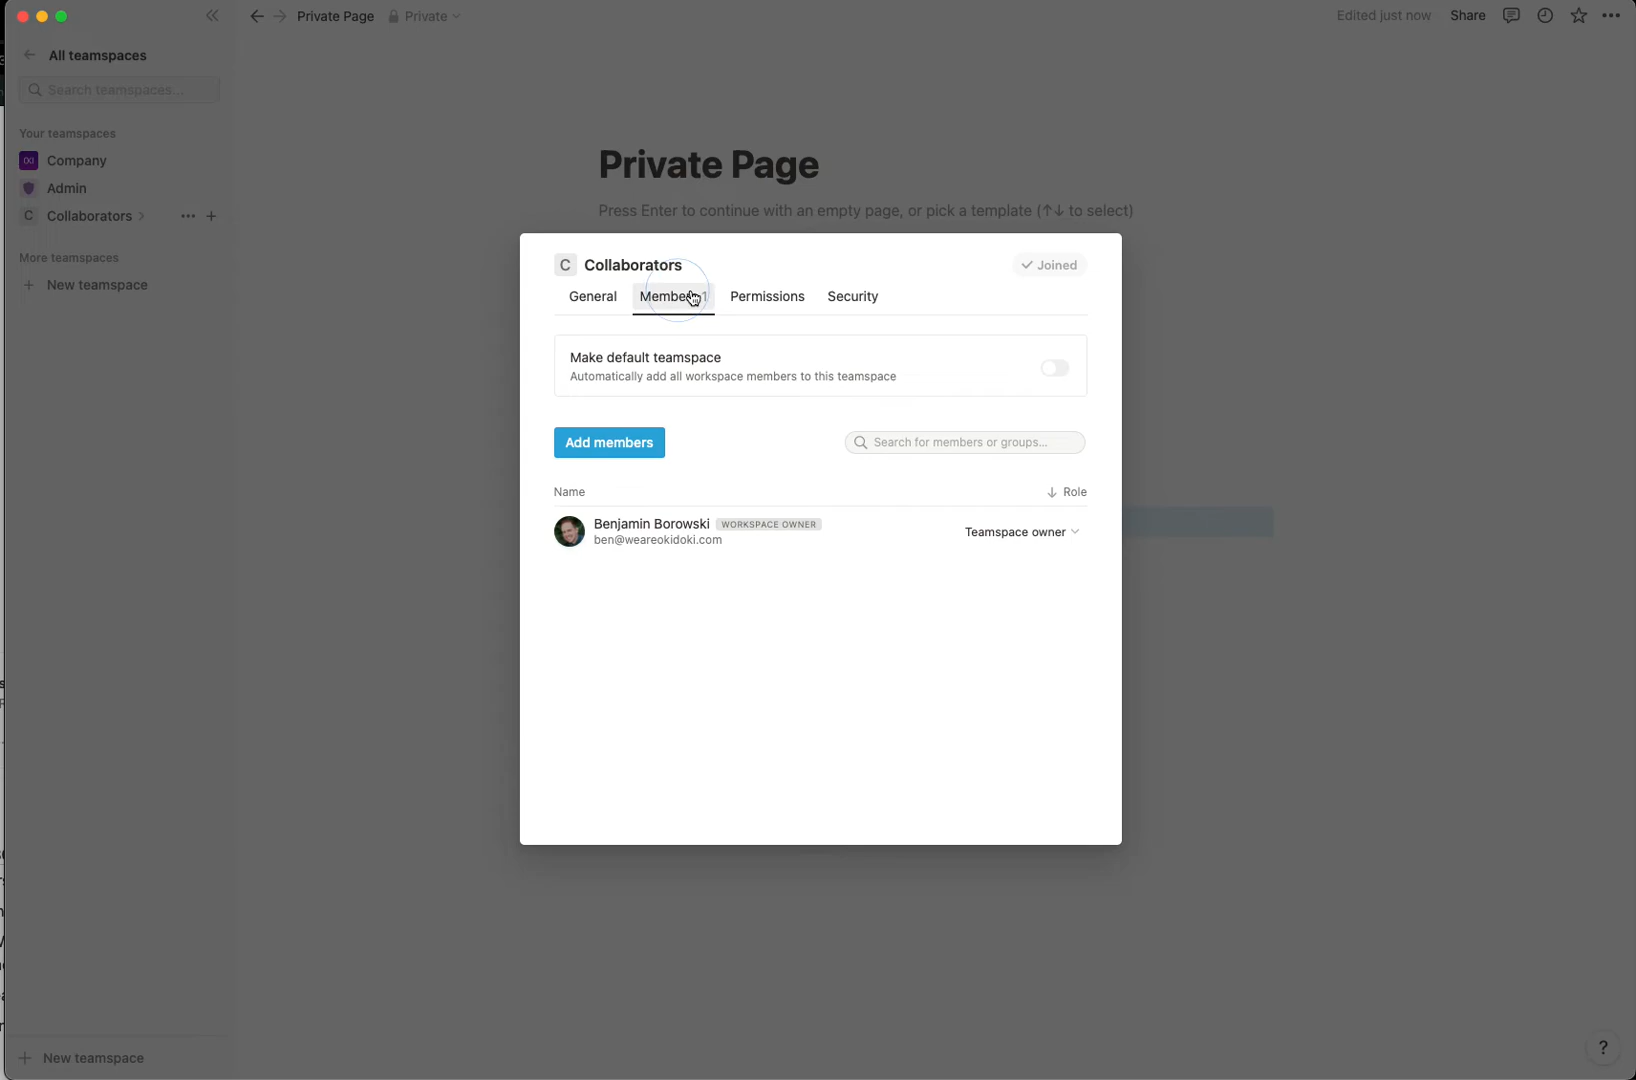 Private Page Private
Edited just now Share
All teamspaces
Search teamspaces...
Your teamspaces
Company
Admin
C Collaborators
More teamspaces
New teamspace
Private Page
Press Enter to continue with an empty page, or pick a template (↑↓ to select)
C Collaborators
Joined
General Members 1 Permissions Security
Make default teamspace
Automatically add all workspace members to this teamspace
Add members
Search for members or groups...
Name
↓ Role
Benjamin Borowski WORKSPACE OWNER
ben@weareokidoki.com
Teamspace owner
New teamspace
?